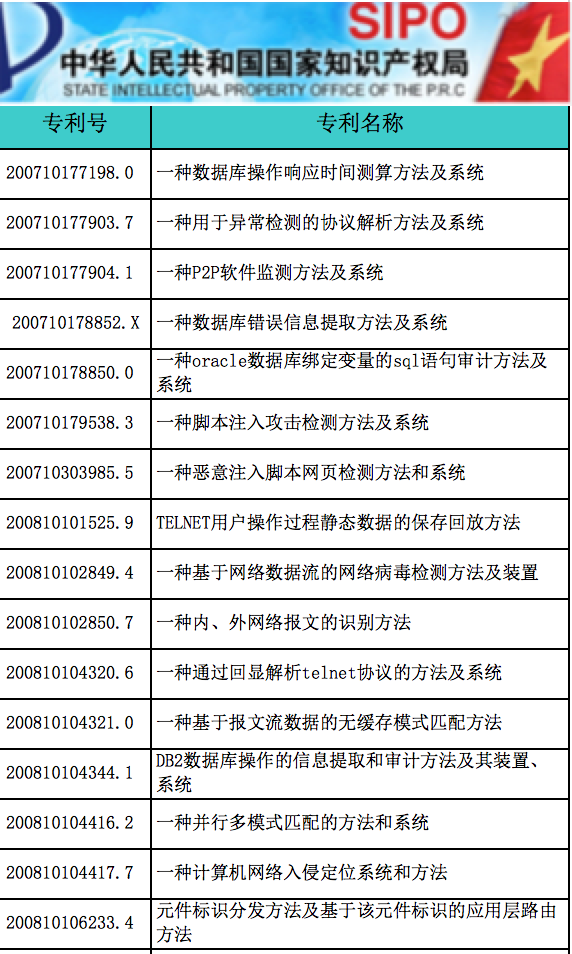 SIPO
中华人民共和国国家知识产权局
STATE INTELLECTUAL PROPERTY OFFICE OF THE P.R.C
专利号 专利名称
200710177198.0 一种数据库操作响应时间测算方法及系统
200710177903.7 一种用于异常检测的协议解析方法及系统
200710177904.1 一种P2P软件监测方法及系统
200710178852.X 一种数据库错误信息提取方法及系统
200710178850.0 一种oracle数据库绑定变量的sql语句审计方法及
系统
200710179538.3 一种脚本注入攻击检测方法及系统
200710303985.5 一种恶意注入脚本网页检测方法和系统
200810101525.9 TELNET用户操作过程静态数据的保存回放方法
200810102849.4 一种基于网络数据流的网络病毒检测方法及装置
200810102850.7 一种内、外网络报文的识别方法
200810104320.6 一种通过回显解析telnet协议的方法及系统
200810104321.0 一种基于报文流数据的无缓存模式匹配方法
200810104344.1 DB2数据库操作的信息提取和审计方法及其装置、
系统
200810104416.2 一种并行多模式匹配的方法和系统
200810104417.7 一种计算机网络入侵定位系统和方法
200810106233.4 元件标识分发方法及基于该元件标识的应用层路由
方法